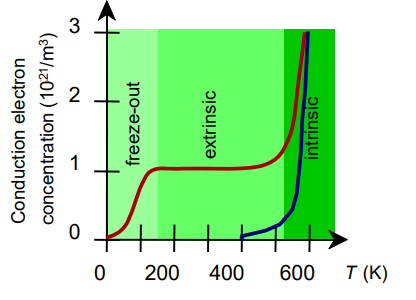 Conduction electron
concentration (10²¹/m³)
3
2
1
0
freeze-out
extrinsic
intrinsic
0
200
400
600
T (K)